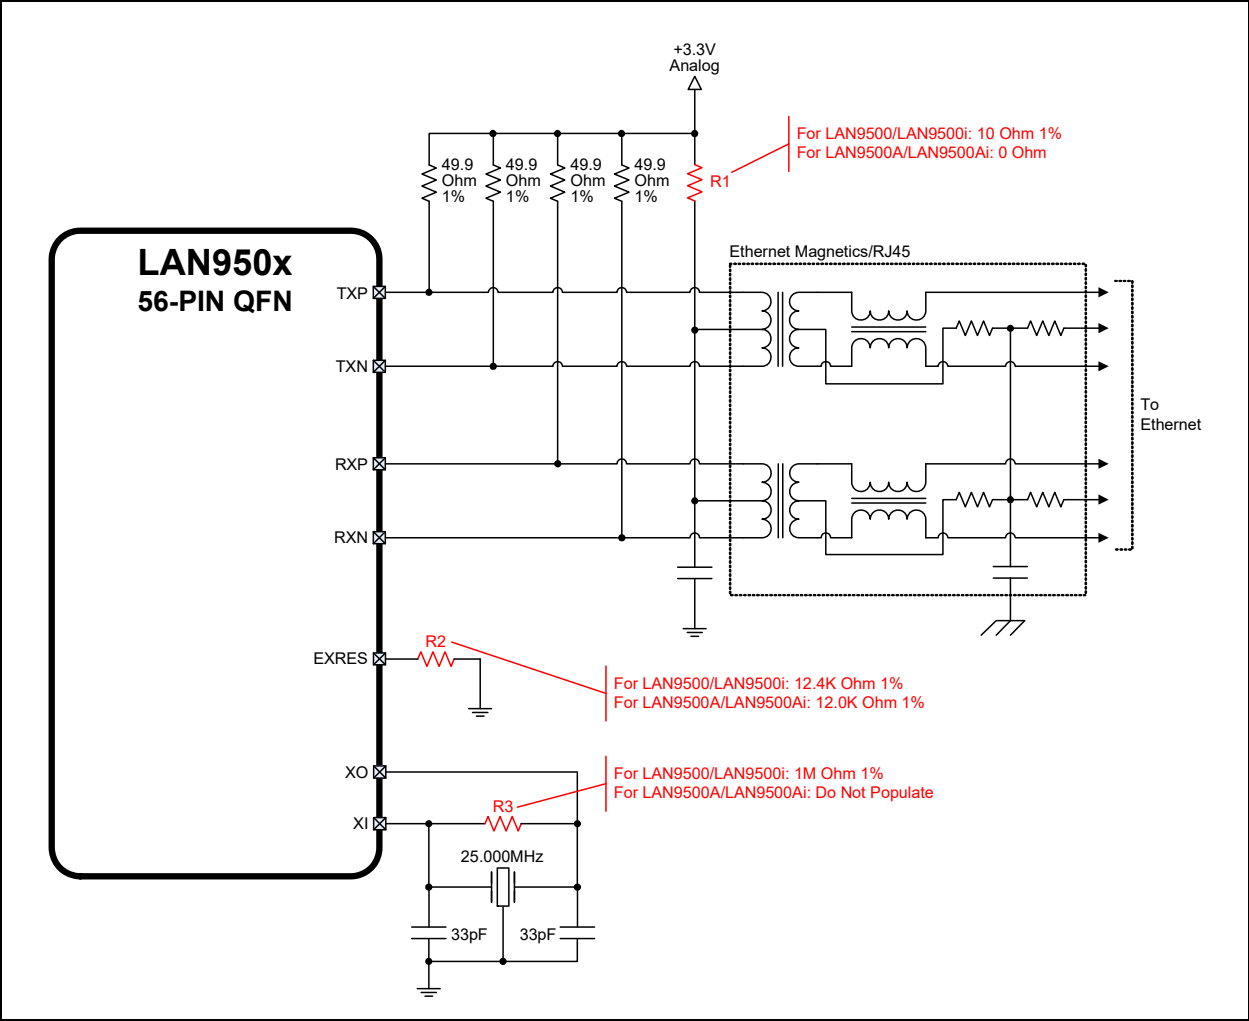 +3.3V
Analog
For LAN9500/LAN9500i: 10 Ohm 1%
For LAN9500A/LAN9500Ai: 0 Ohm
49.9
Ohm
1%
49.9
Ohm
1%
49.9
Ohm
1%
49.9
Ohm
1%
R1
Ethernet Magnetics/RJ45
LAN950x
56-PIN QFN
TXP
TXN
To
Ethernet
RXP
RXN
R2
EXRES
For LAN9500/LAN9500i: 12.4K Ohm 1%
For LAN9500A/LAN9500Ai: 12.0K Ohm 1%
XO
For LAN9500/LAN9500i: 1M Ohm 1%
For LAN9500A/LAN9500Ai: Do Not Populate
R3
XI
25.000MHz
33pF
33pF